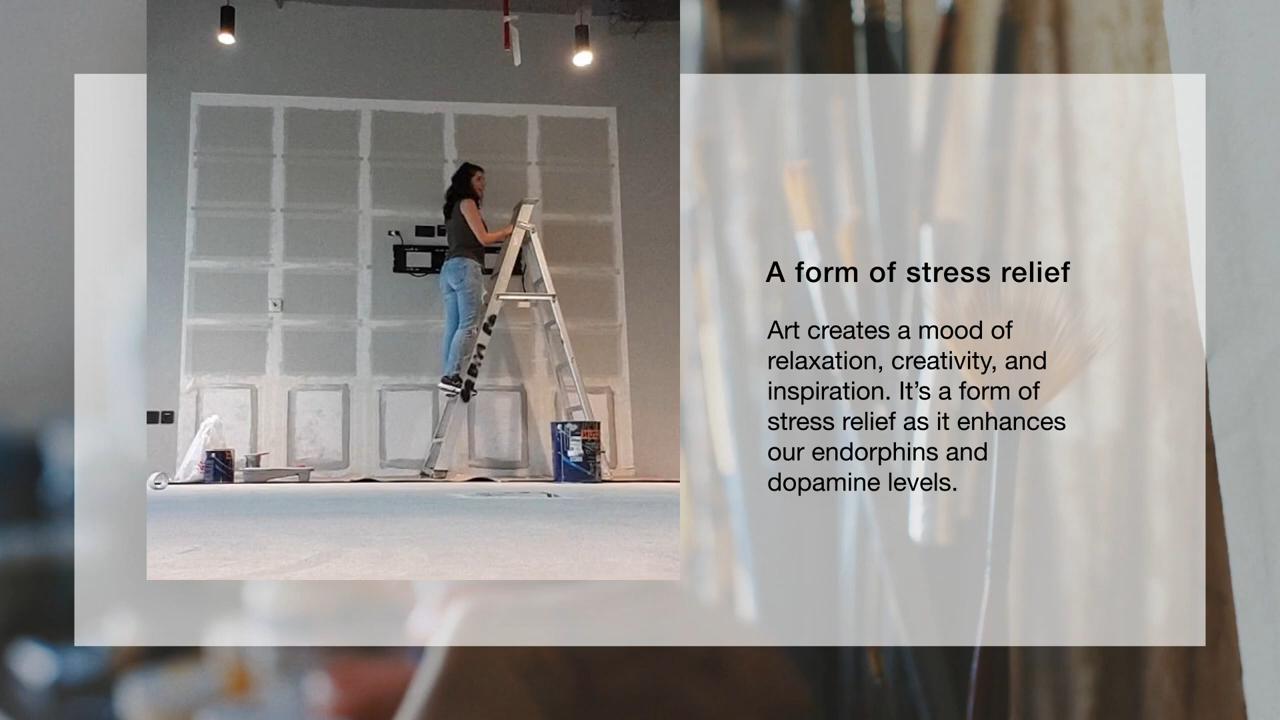 A form of stress relief
Art creates a mood of
relaxation, creativity, and
inspiration. It’s a form of
stress relief as it enhances
our endorphins and
dopamine levels.